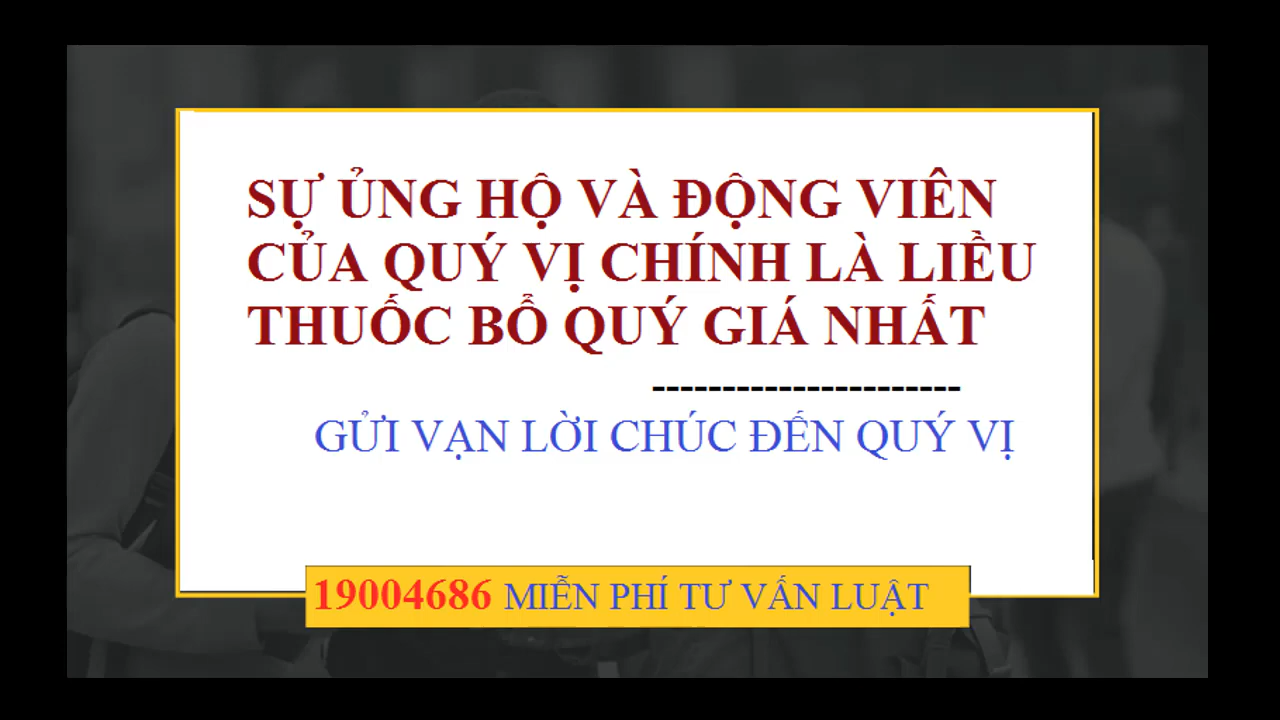 SỰ ỦNG HỘ VÀ ĐỘNG VIÊN
CỦA QUÝ VỊ CHÍNH LÀ LIỀU
THUỐC BỔ QUÝ GIÁ NHẤT
----------------------
GỬI VẠN LỜI CHÚC ĐẾN QUÝ VỊ
19004686 MIỄN PHÍ TƯ VẤN LUẬT